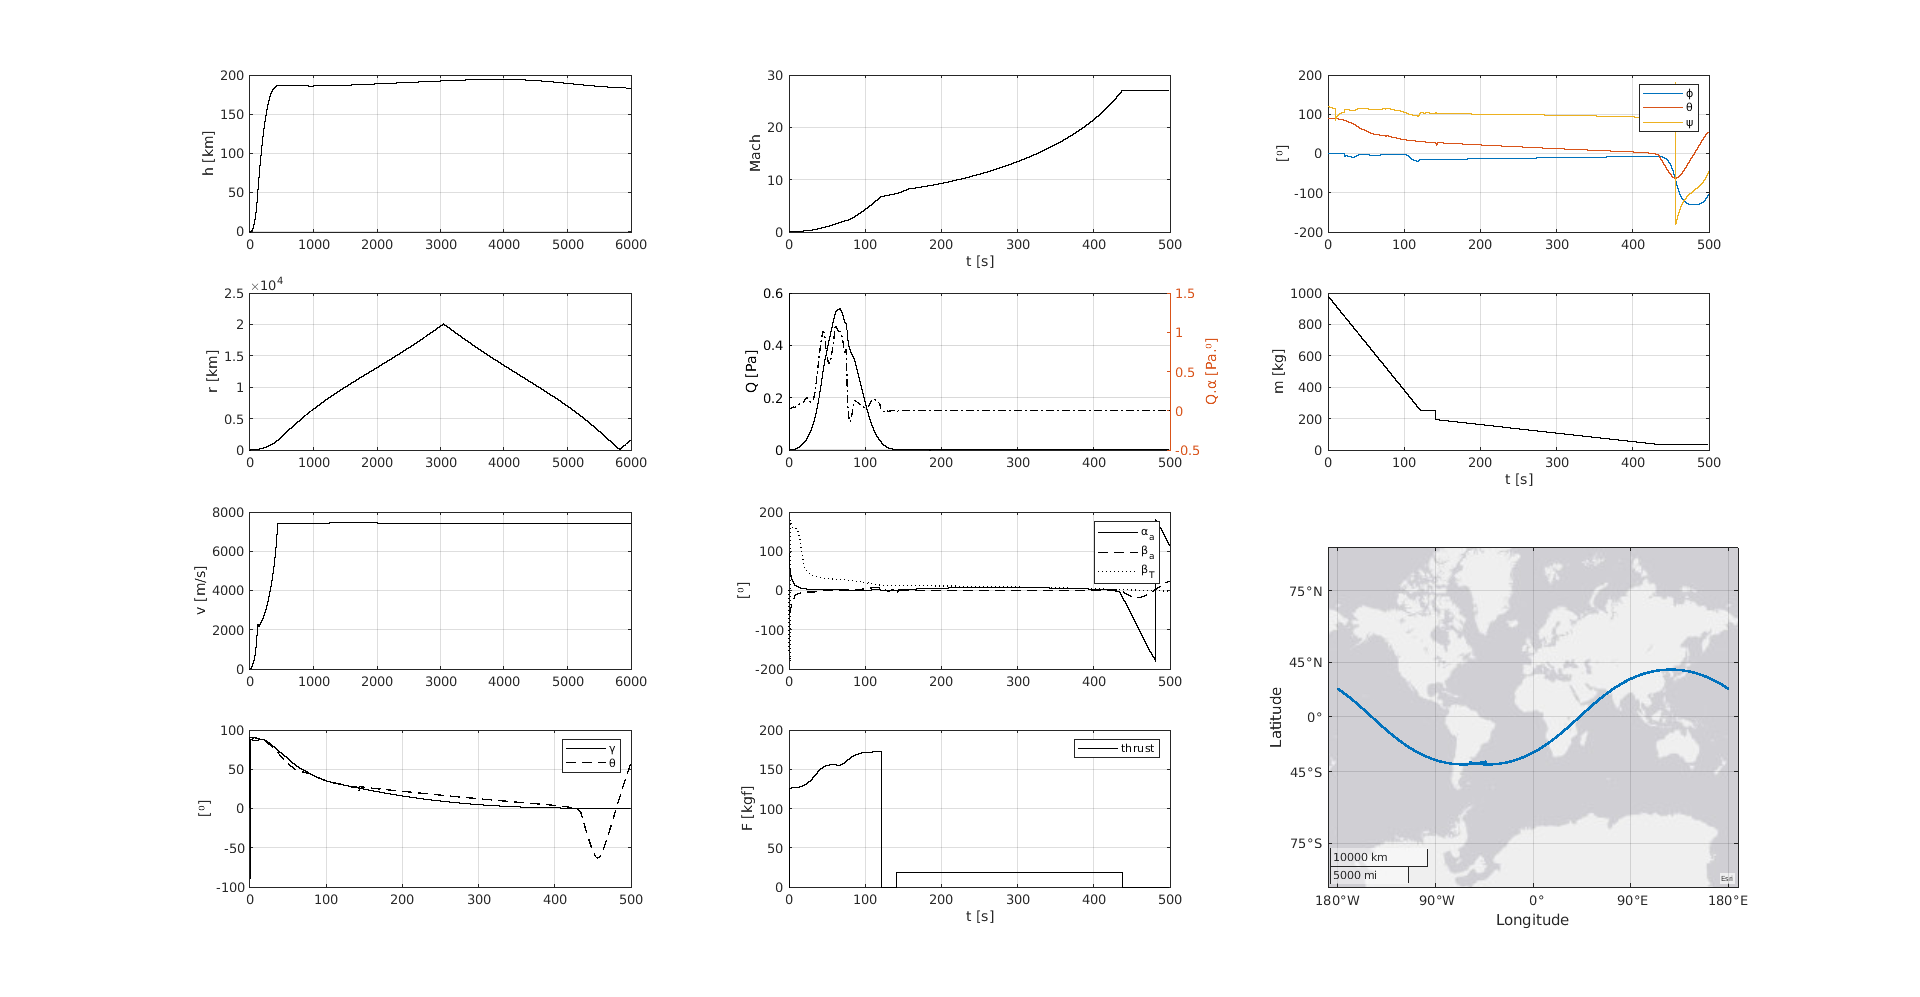 h [km]
200
150
100
50
0
0 1000 2000 3000 4000 5000 6000
Mach
30
20
10
0
0 100 200 300 400 500
t [s]
[º]
200
100
0
-100
-200
0 100 200 300 400 500
ϕ
θ
ψ
r [km]
×10⁴
2.5
2
1.5
1
0.5
0
0 1000 2000 3000 4000 5000 6000
Q [Pa]
0.6
0.4
0.2
0
0 100 200 300 400 500
1.5
1
0.5
0
-0.5
Q.α [Pa.º]
m [kg]
1000
800
600
400
200
0
0 100 200 300 400 500
t [s]
v [m/s]
8000
6000
4000
2000
0
0 1000 2000 3000 4000 5000 6000
[º]
200
100
0
-100
-200
0 100 200 300 400 500
αₐ
βₐ
β_T
[º]
100
50
0
-50
-100
0 100 200 300 400 500
γ
θ
F [kgf]
200
150
100
50
0
0 100 200 300 400 500
t [s]
thrust
Latitude
75°N
45°N
0°
45°S
75°S
10000 km
5000 mi
Esri
180°W 90°W 0° 90°E 180°E
Longitude